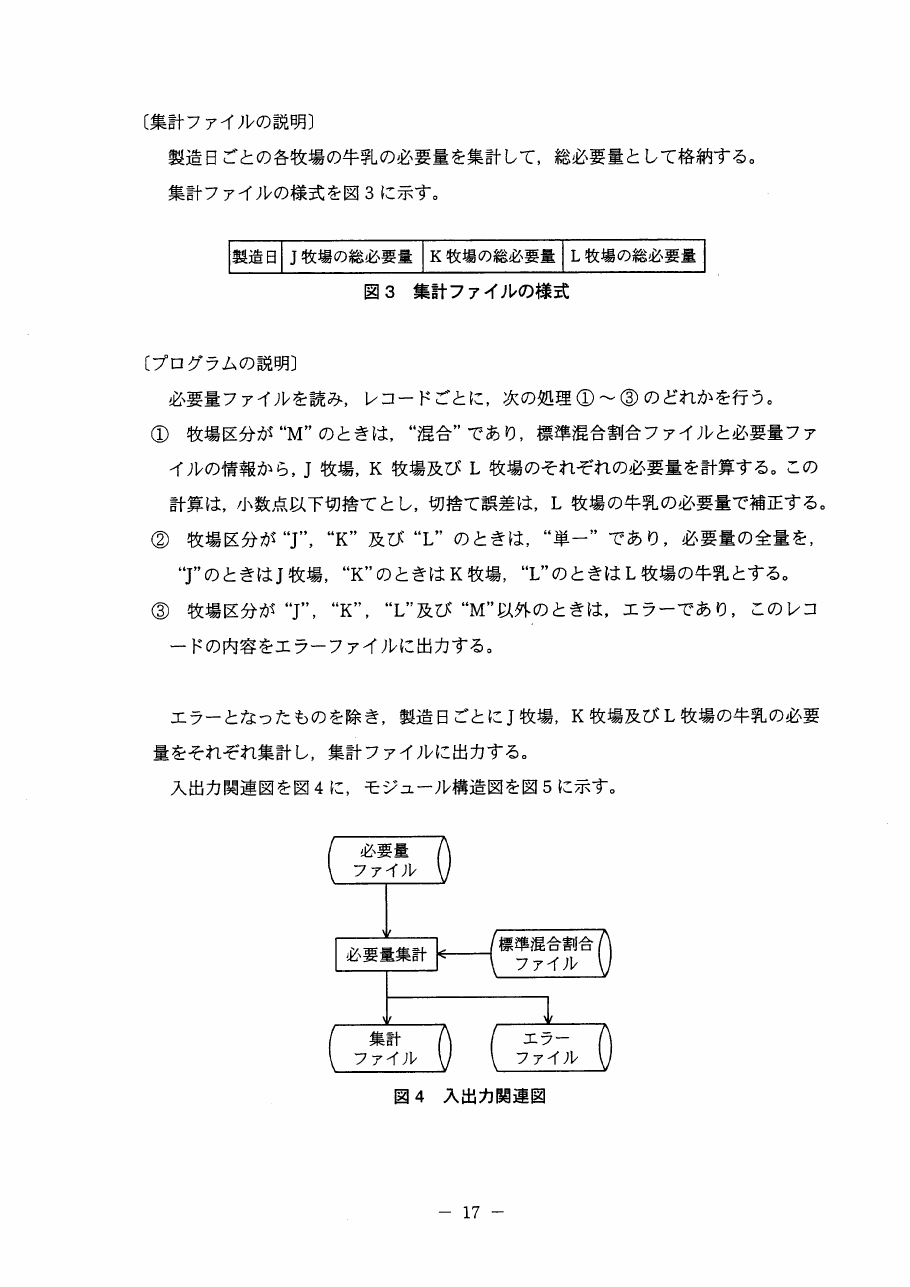 〔集計ファイルの説明〕
製造日ごとの各牧場の牛乳の必要量を集計して，総必要量として格納する。
集計ファイルの様式を図3に示す。
製造日 J牧場の総必要量 K牧場の総必要量 L牧場の総必要量
図3　集計ファイルの様式
〔プログラムの説明〕
必要量ファイルを読み，レコードごとに，次の処理①～③のどれかを行う。
①　牧場区分が“M”のときは，“混合”であり，標準混合割合ファイルと必要量ファ
イルの情報から，J 牧場，K 牧場及び L 牧場のそれぞれの必要量を計算する。この
計算は，小数点以下切捨てとし，切捨て誤差は，L 牧場の牛乳の必要量で補正する。
②　牧場区分が“J”，“K” 及び “L” のときは，“単一” であり，必要量の全量を，
“J”のときはJ牧場，“K”のときはK牧場，“L”のときはL牧場の牛乳とする。
③　牧場区分が “J”，“K”，“L”及び “M”以外のときは，エラーであり，このレコ
ードの内容をエラーファイルに出力する。
エラーとなったものを除き，製造日ごとにJ牧場，K牧場及びL牧場の牛乳の必要
量をそれぞれ集計し，集計ファイルに出力する。
入出力関連図を図4に，モジュール構造図を図5に示す。
必要量
ファイル
必要量集計
標準混合割合
ファイル
集計
ファイル
エラー
ファイル
図4　入出力関連図
－ 17 －